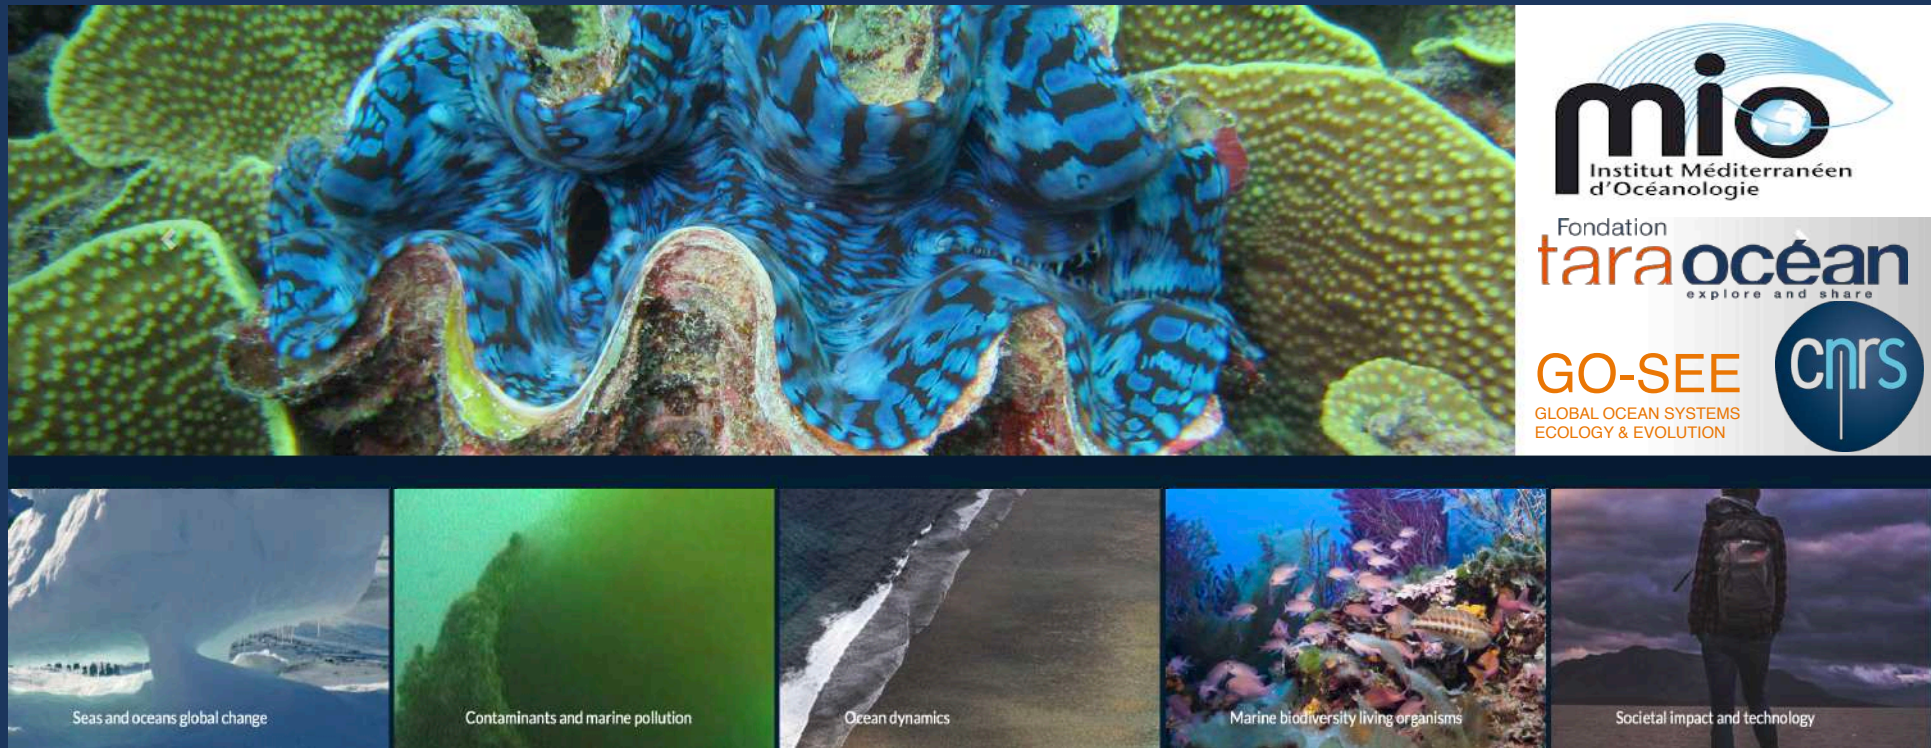 mio
Institut Méditerranéen
d'Océanologie
Fondation
tara océan
explore and share
GO-SEE
GLOBAL OCEAN SYSTEMS
ECOLOGY & EVOLUTION
cnrs
Seas and oceans global change
Contaminants and marine pollution
Ocean dynamics
Marine biodiversity living organisms
Societal impact and technology